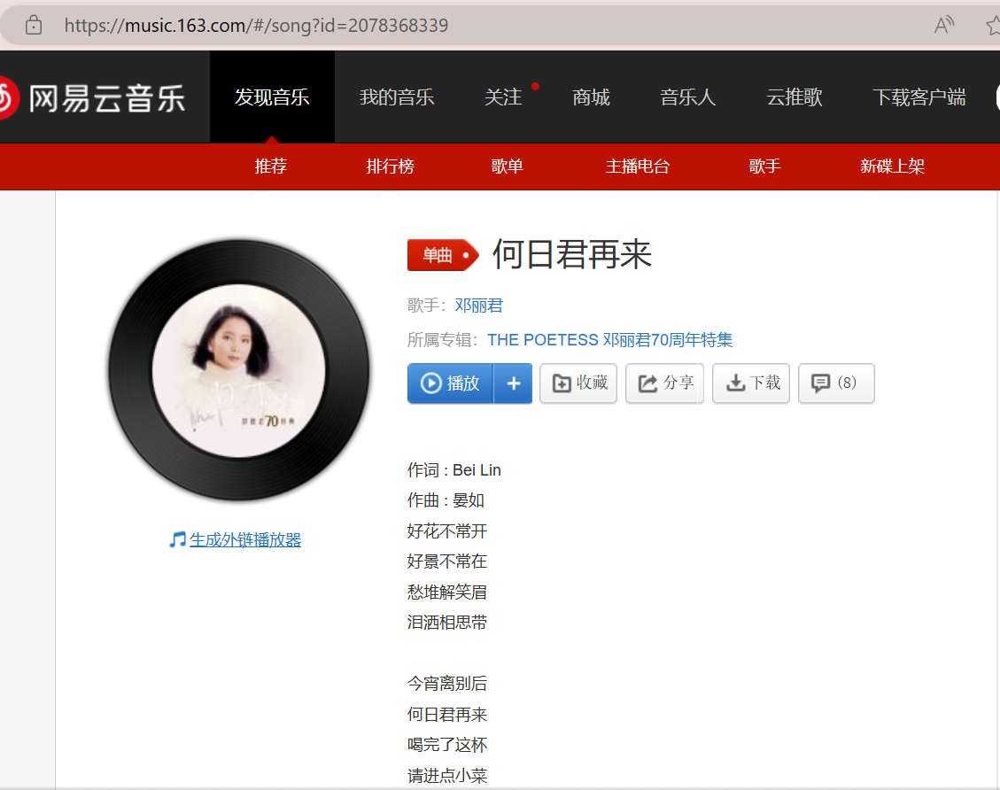 https://music.163.com/#/song?id=2078368339
网易云音乐 发现音乐 我的音乐 关注 商城 音乐人 云推歌 下载客户端
推荐 排行榜 歌单 主播电台 歌手 新碟上架
单曲 何日君再来
歌手：邓丽君
所属专辑：THE POETESS 邓丽君70周年特集
播放 + 收藏 分享 下载 (8)
70
生成外链播放器
作词 : Bei Lin
作曲 : 晏如
好花不常开
好景不常在
愁堆解笑眉
泪洒相思带
今宵离别后
何日君再来
喝完了这杯
请进点小菜